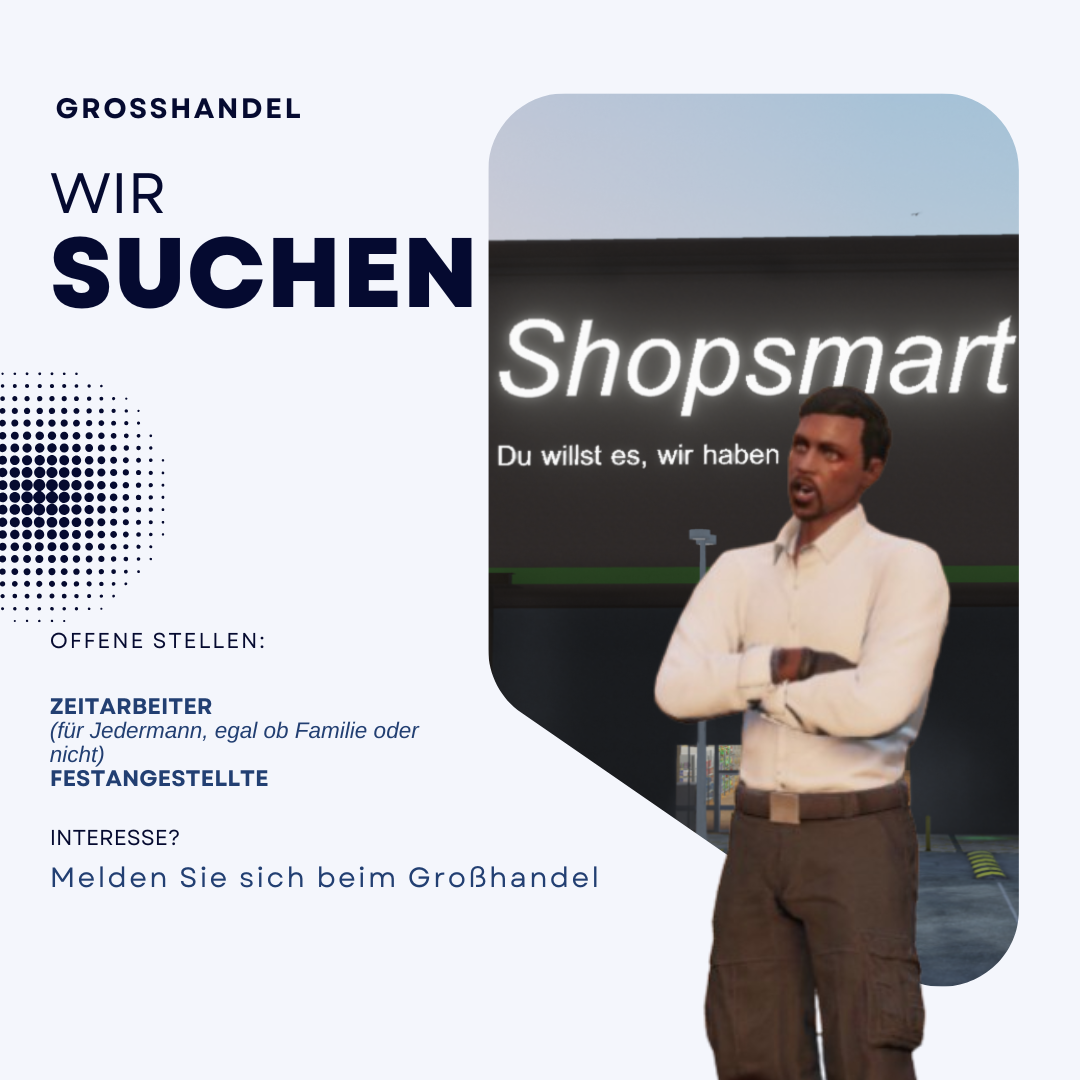 GROSSHANDEL
WIR
SUCHEN
Shopsmart
Du willst es, wir haben
OFFENE STELLEN:
ZEITARBEITER
(für Jedermann, egal ob Familie oder
nicht)
FESTANGESTELLTE
INTERESSE?
Melden Sie sich beim Großhandel